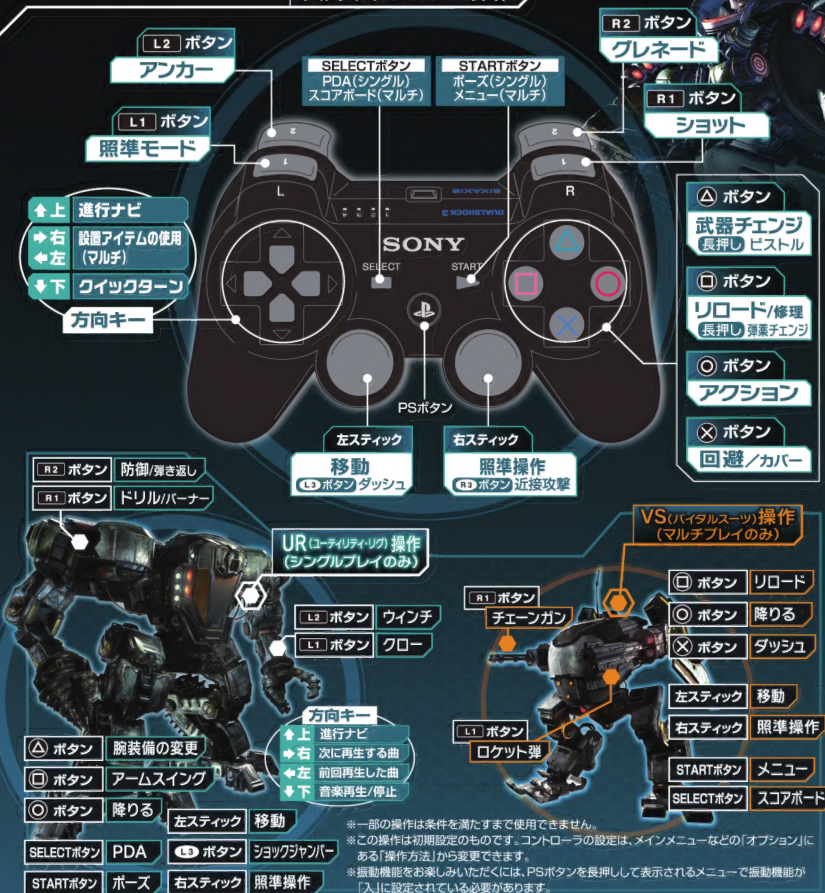 L2 ボタン
アンカー
L1 ボタン
照準モード
SELECTボタン
PDA(シングル)
スコアボード(マルチ)
STARTボタン
ポーズ(シングル)
メニュー(マルチ)
R2 ボタン
グレネード
R1 ボタン
ショット
上 進行ナビ
右 設置アイテムの使用
左 (マルチ)
下 クイックターン
方向キー
2
1
L
2
1
R
SIXAXIS
DUALSHOCK 3
SONY
SELECT
START
PSボタン
△ ボタン
武器チェンジ
長押し ピストル
□ ボタン
リロード/修理
長押し 弾薬チェンジ
○ ボタン
アクション
× ボタン
回避/カバー
左スティック
移動
L3 ボタン ダッシュ
右スティック
照準操作
R3 ボタン 近接攻撃
R2 ボタン 防御/弾き返し
R1 ボタン ドリル/バーナー
UR(ユーティリティ・リグ)操作
(シングルプレイのみ)
L2 ボタン ウィンチ
L1 ボタン クロー
方向キー
上 進行ナビ
右 次に再生する曲
左 前回再生した曲
下 音楽再生/停止
△ ボタン 腕装備の変更
□ ボタン アームスイング
○ ボタン 降りる
SELECTボタン PDA
STARTボタン ポーズ
左スティック 移動
L3 ボタン ショックジャンパー
右スティック 照準操作
VS(バイタルスーツ)操作
(マルチプレイのみ)
R1 ボタン
チェーンガン
L1 ボタン
ロケット弾
□ ボタン リロード
○ ボタン 降りる
× ボタン ダッシュ
左スティック 移動
右スティック 照準操作
STARTボタン メニュー
SELECTボタン スコアボード
※一部の操作は条件を満たすまで使用できません。
※この操作は初期設定のものです。コントローラの設定は、メインメニューなどの「オプション」に
ある「操作方法」から変更できます。
※振動機能をお楽しみいただくには、PSボタンを長押しして表示されるメニューで振動機能が
「入」に設定されている必要があります。